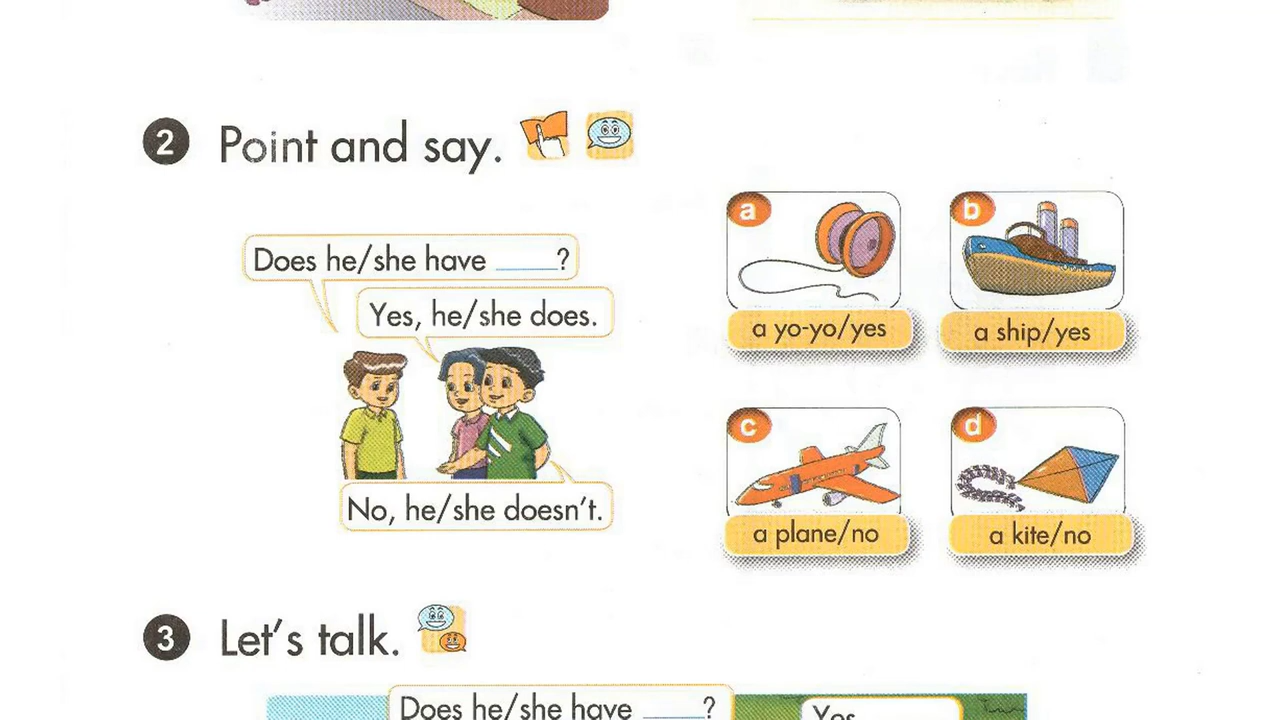 2 Point and say.
Does he/she have ____?
Yes, he/she does.
No, he/she doesn't.
a
a yo-yo/yes
b
a ship/yes
c
a plane/no
d
a kite/no
3 Let's talk.
Does he/she have ____?
Yes